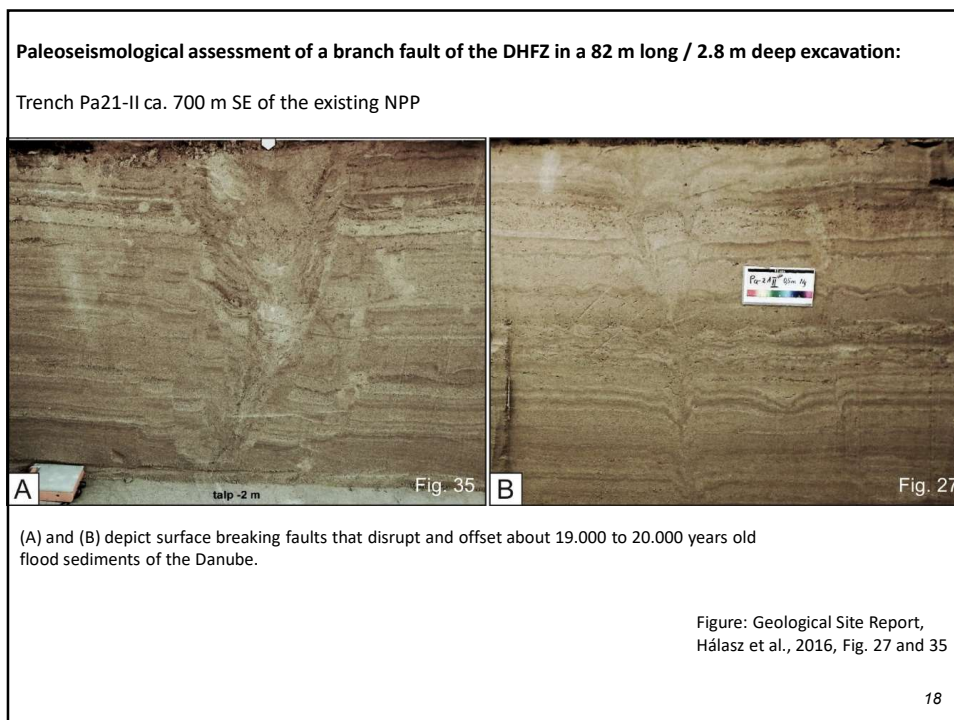 Paleoseismological assessment of a branch fault of the DHFZ in a 82 m long / 2.8 m deep excavation:
Trench Pa21-II ca. 700 m SE of the existing NPP
A
talp -2 m
Fig. 35
B
Fig. 27
(A) and (B) depict surface breaking faults that disrupt and offset about 19.000 to 20.000 years old
flood sediments of the Danube.
Figure: Geological Site Report,
Hálasz et al., 2016, Fig. 27 and 35
18